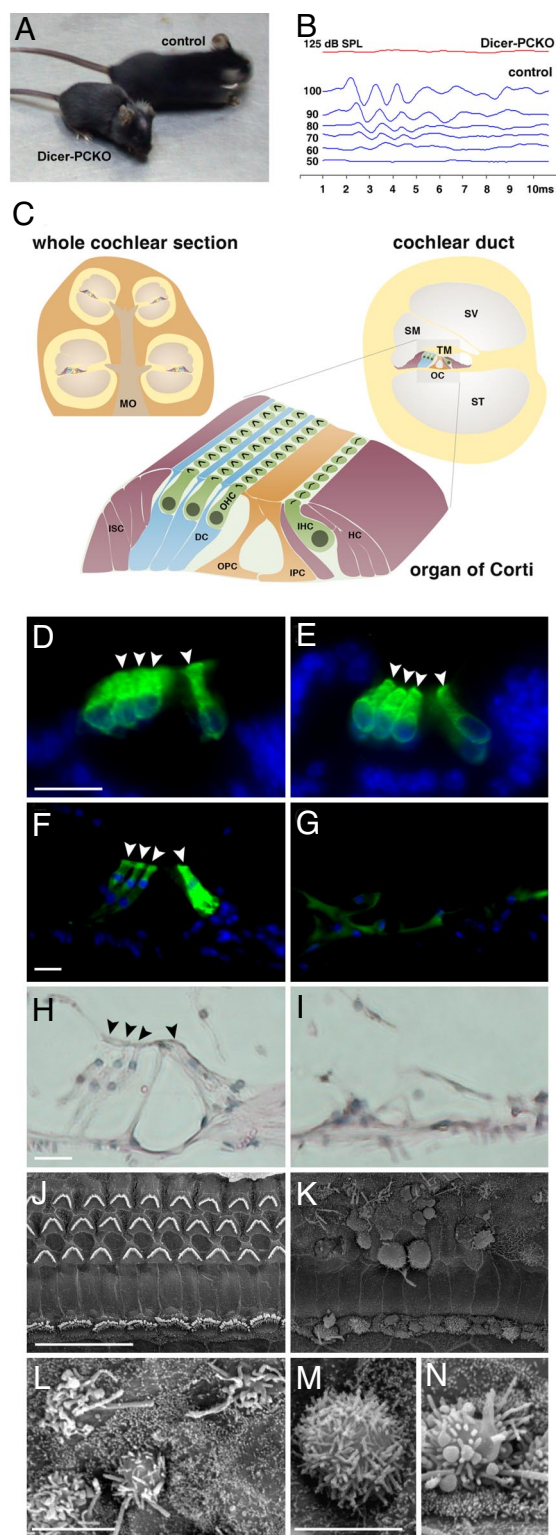 A
control
Dicer-PCKO
B
125 dB SPL
Dicer-PCKO
control
100
90
80
70
60
50
1 2 3 4 5 6 7 8 9 10ms
C
whole cochlear section
cochlear duct
MO
SV
SM
TM
OC
ST
ISC
DC
OHC
OPC
IPC
IHC
HC
organ of Corti
D
E
F
G
H
I
J
K
L
M
N